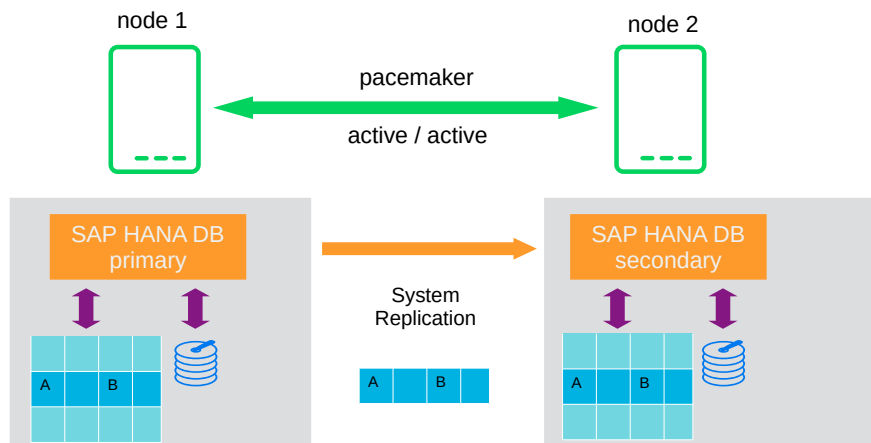 node 1
node 2
pacemaker
active / active
SAP HANA DB
primary
SAP HANA DB
secondary
System
Replication
A B
A B
A B